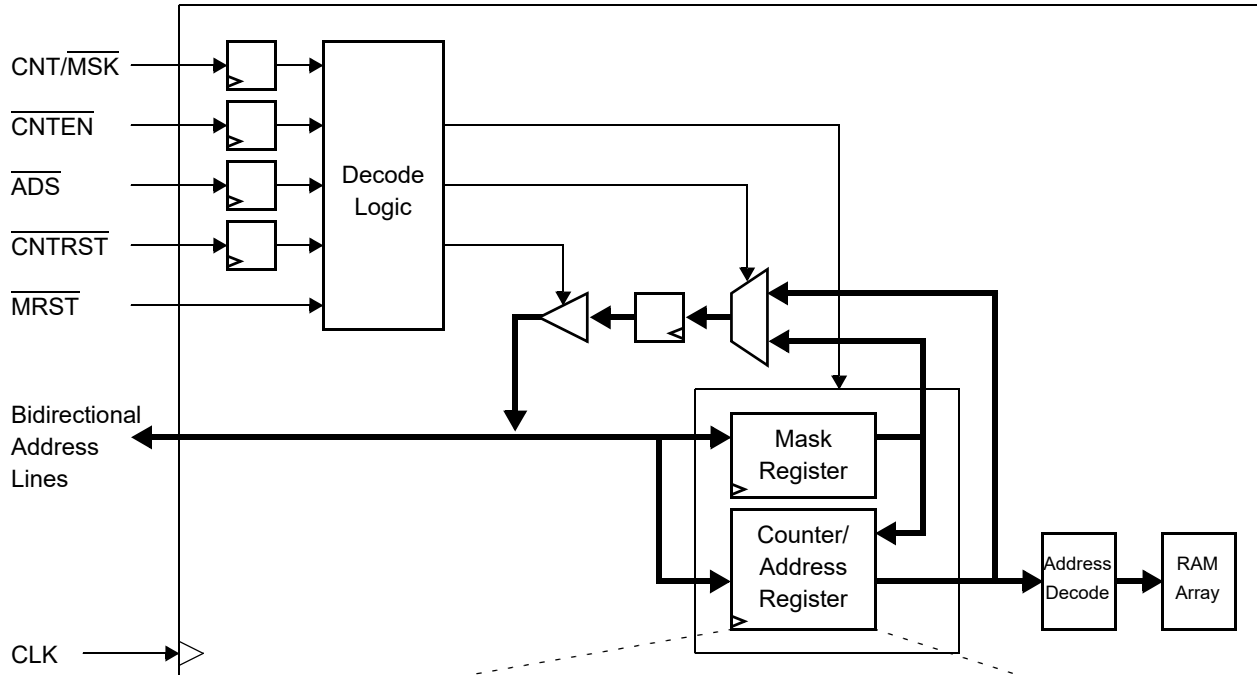 CNT/MSK
CNTEN
ADS
CNTRST
MRST
Decode
Logic
Bidirectional
Address
Lines
Mask
Register
Counter/
Address
Register
Address
Decode
RAM
Array
CLK